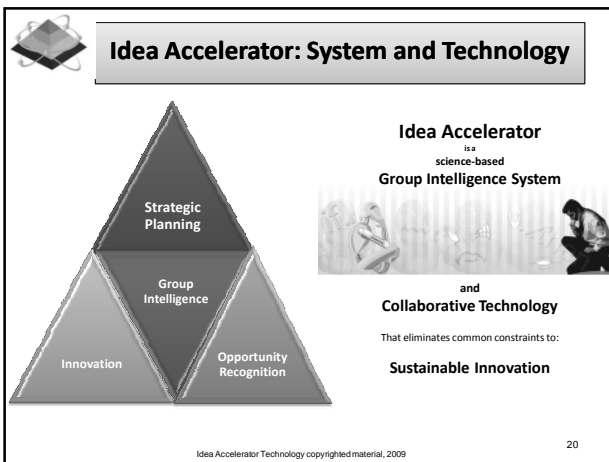 Idea Accelerator: System and Technology
Strategic
Planning
Group
Intelligence
Innovation
Opportunity
Recognition
Idea Accelerator
is a
science-based
Group Intelligence System
and
Collaborative Technology
That eliminates common constraints to:
Sustainable Innovation
Idea Accelerator Technology copyrighted material, 2009
20